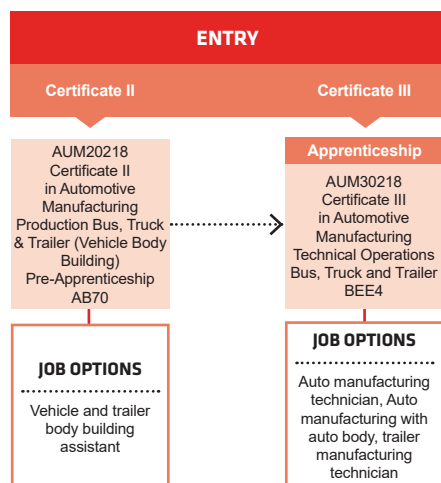 ENTRY
Certificate II
Certificate III
AUM20218
Certificate II
in Automotive
Manufacturing
Production Bus, Truck
& Trailer (Vehicle Body
Building)
Pre-Apprenticeship
AB70
Apprenticeship
AUM30218
Certificate III
in Automotive
Manufacturing
Technical Operations
Bus, Truck and Trailer
BEE4
JOB OPTIONS
Vehicle and trailer
body building
assistant
JOB OPTIONS
Auto manufacturing
technician, Auto
manufacturing with
auto body, trailer
manufacturing
technician